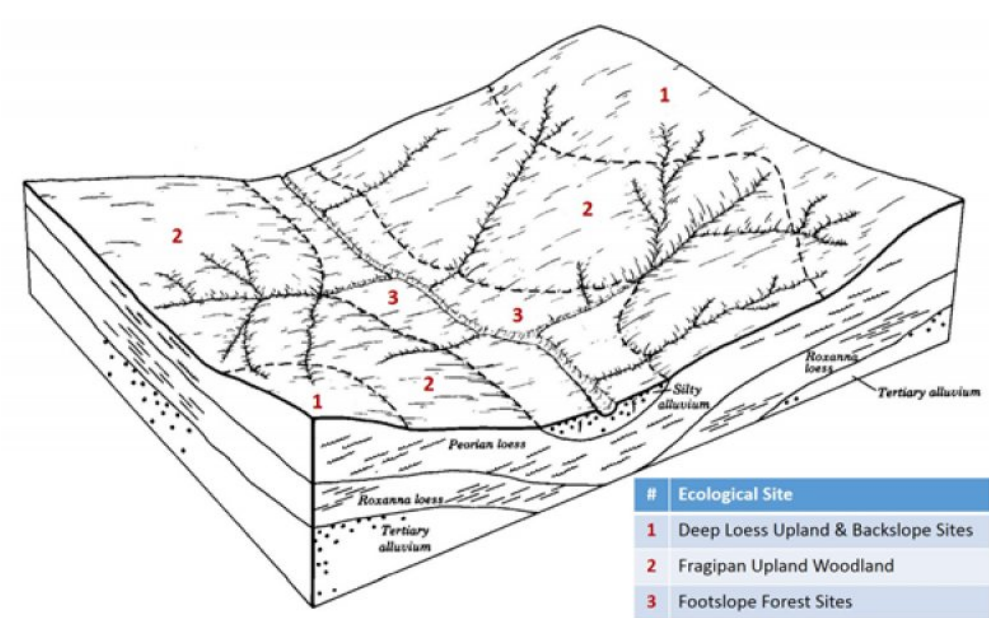 1
2
2
3
3
2
1
Roxanna
loess
Silty
alluvium
Tertiary alluvium
Peorian loess
Roxanna loess
Tertiary
alluvium
# Ecological Site
1 Deep Loess Upland & Backslope Sites
2 Fragipan Upland Woodland
3 Footslope Forest Sites